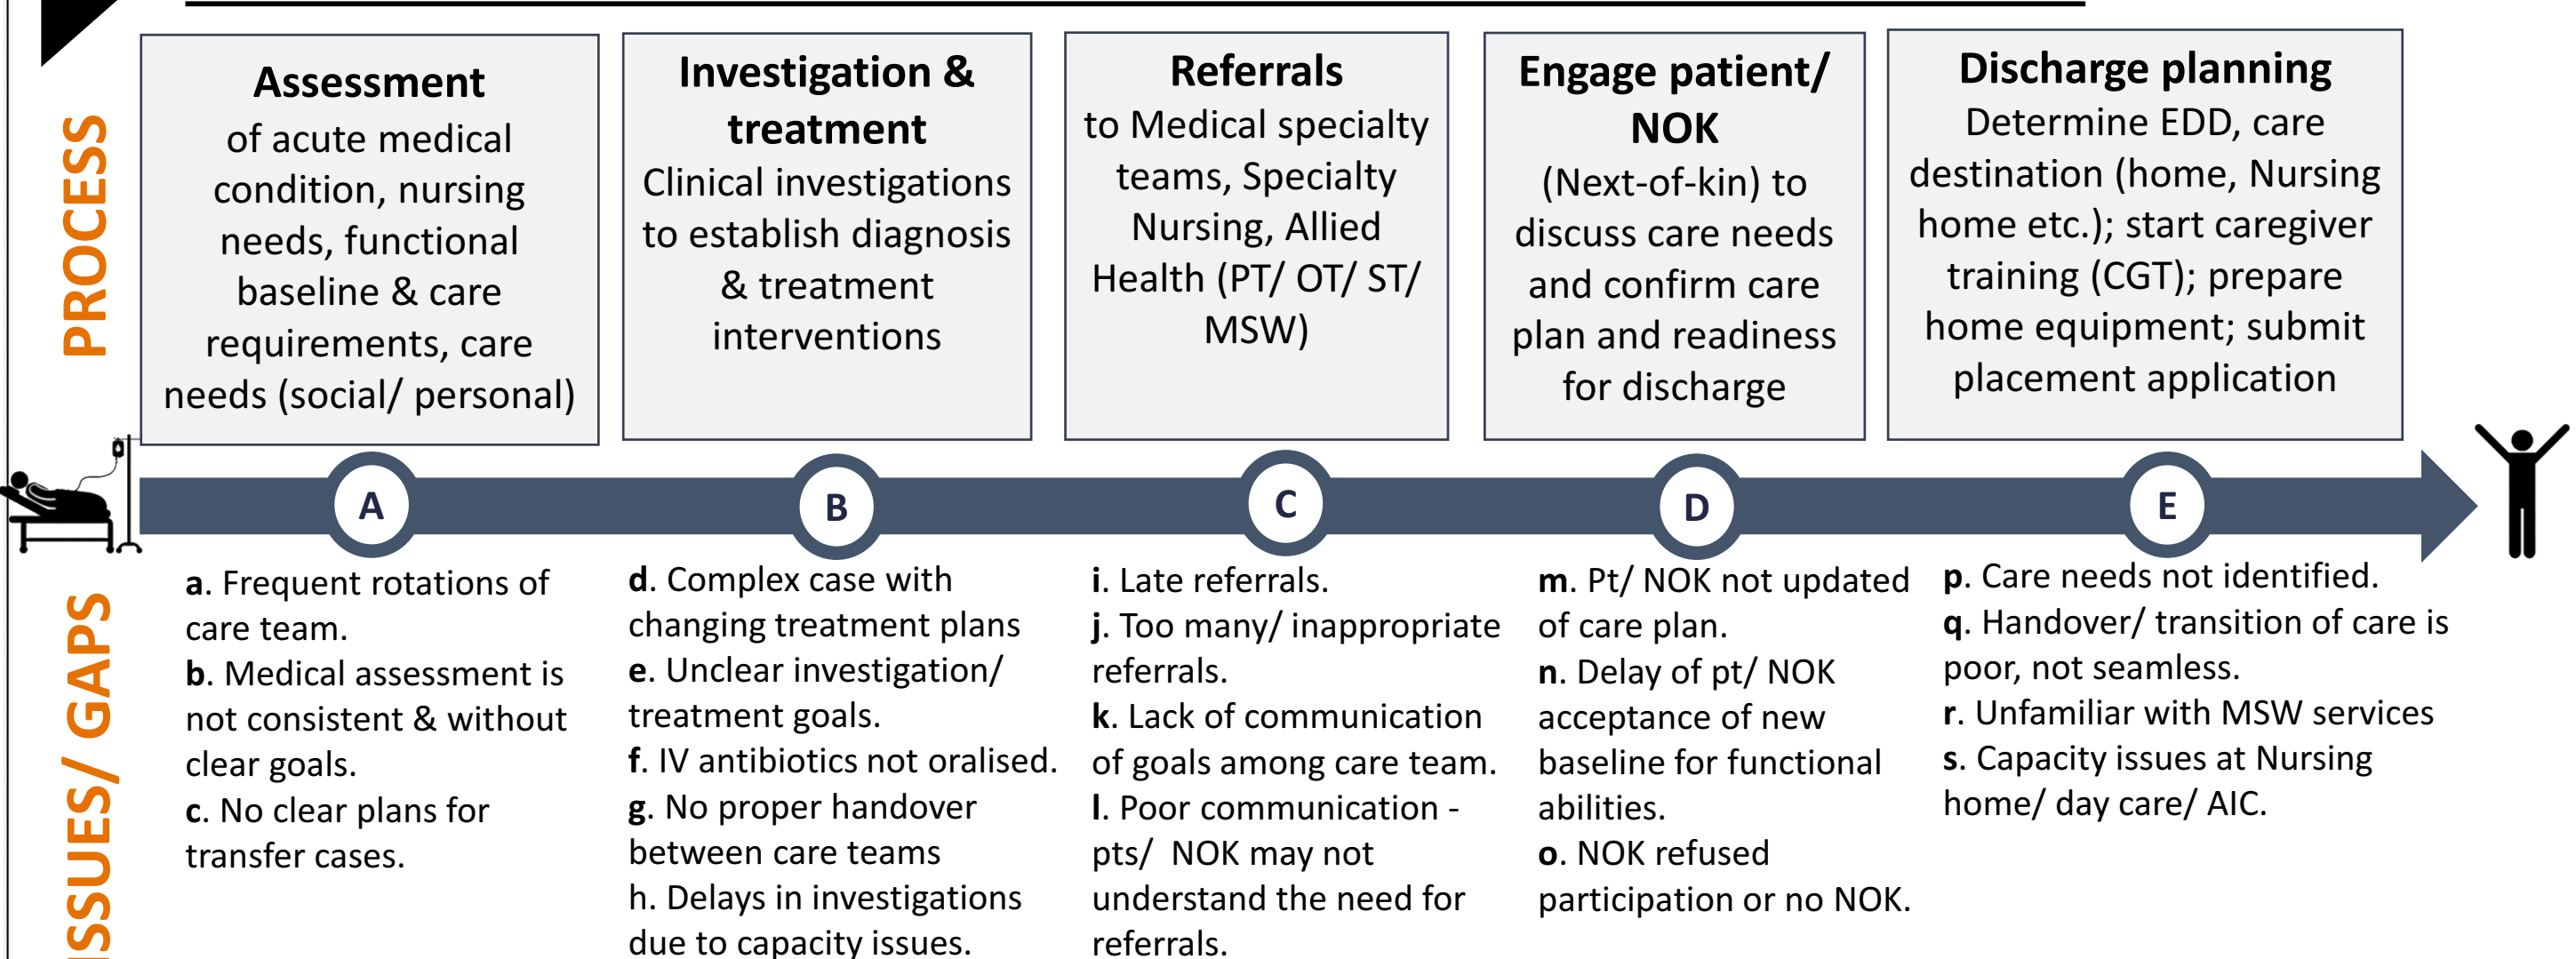 PROCESS
Assessment
of acute medical
condition, nursing
needs, functional
baseline & care
requirements, care
needs (social/ personal)
Investigation &
treatment
Clinical investigations
to establish diagnosis
& treatment
interventions
Referrals
to Medical specialty
teams, Specialty
Nursing, Allied
Health (PT/ OT/ ST/
MSW)
Engage patient/
NOK
(Next-of-kin) to
discuss care needs
and confirm care
plan and readiness
for discharge
Discharge planning
Determine EDD, care
destination (home, Nursing
home etc.); start caregiver
training (CGT); prepare
home equipment; submit
placement application
A
B
C
D
E
ISSUES/ GAPS
a. Frequent rotations of
care team.
b. Medical assessment is
not consistent & without
clear goals.
c. No clear plans for
transfer cases.
d. Complex case with
changing treatment plans
e. Unclear investigation/
treatment goals.
f. IV antibiotics not oralised.
g. No proper handover
between care teams
h. Delays in investigations
due to capacity issues.
i. Late referrals.
j. Too many/ inappropriate
referrals.
k. Lack of communication
of goals among care team.
l. Poor communication -
pts/ NOK may not
understand the need for
referrals.
m. Pt/ NOK not updated
of care plan.
n. Delay of pt/ NOK
acceptance of new
baseline for functional
abilities.
o. NOK refused
participation or no NOK.
p. Care needs not identified.
q. Handover/ transition of care is
poor, not seamless.
r. Unfamiliar with MSW services
s. Capacity issues at Nursing
home/ day care/ AIC.